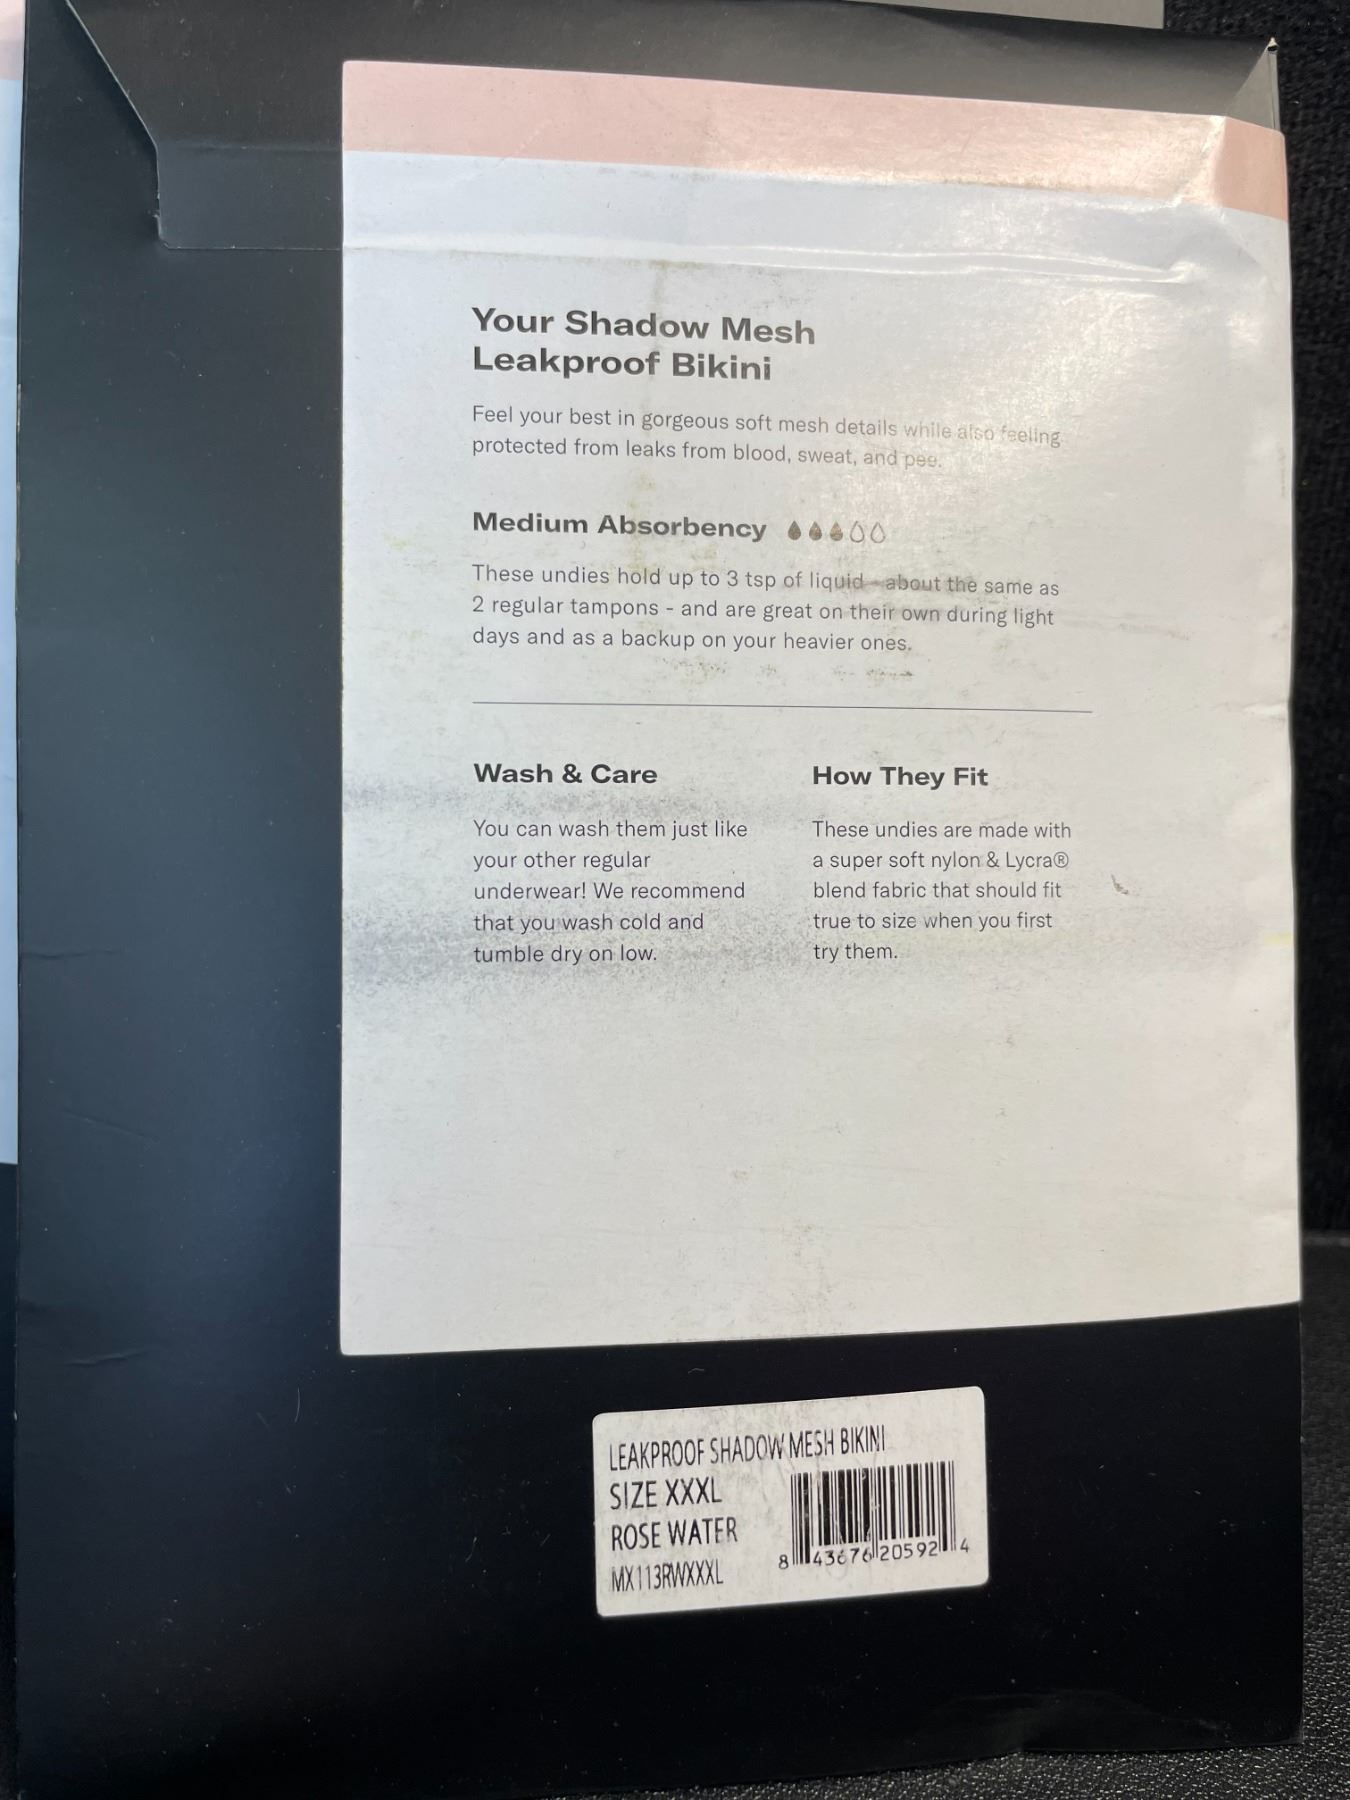 Your Shadow Mesh
Leakproof Bikini
Feel your best in gorgeous soft mesh details while also feeling
protected from leaks from blood, sweat, and pee.
Medium Absorbency
These undies hold up to 3 tsp of liquid - about the same as
2 regular tampons - and are great on their own during light
days and as a backup on your heavier ones.
Wash & Care
You can wash them just like
your other regular
underwear! We recommend
that you wash cold and
tumble dry on low.
How They Fit
These undies are made with
a super soft nylon & Lycra®
blend fabric that should fit
true to size when you first
try them.
LEAKPROOF SHADOW MESH BIKINI
SIZE XXXL
ROSE WATER
MX113RWXXXL
8 43676 20592 4